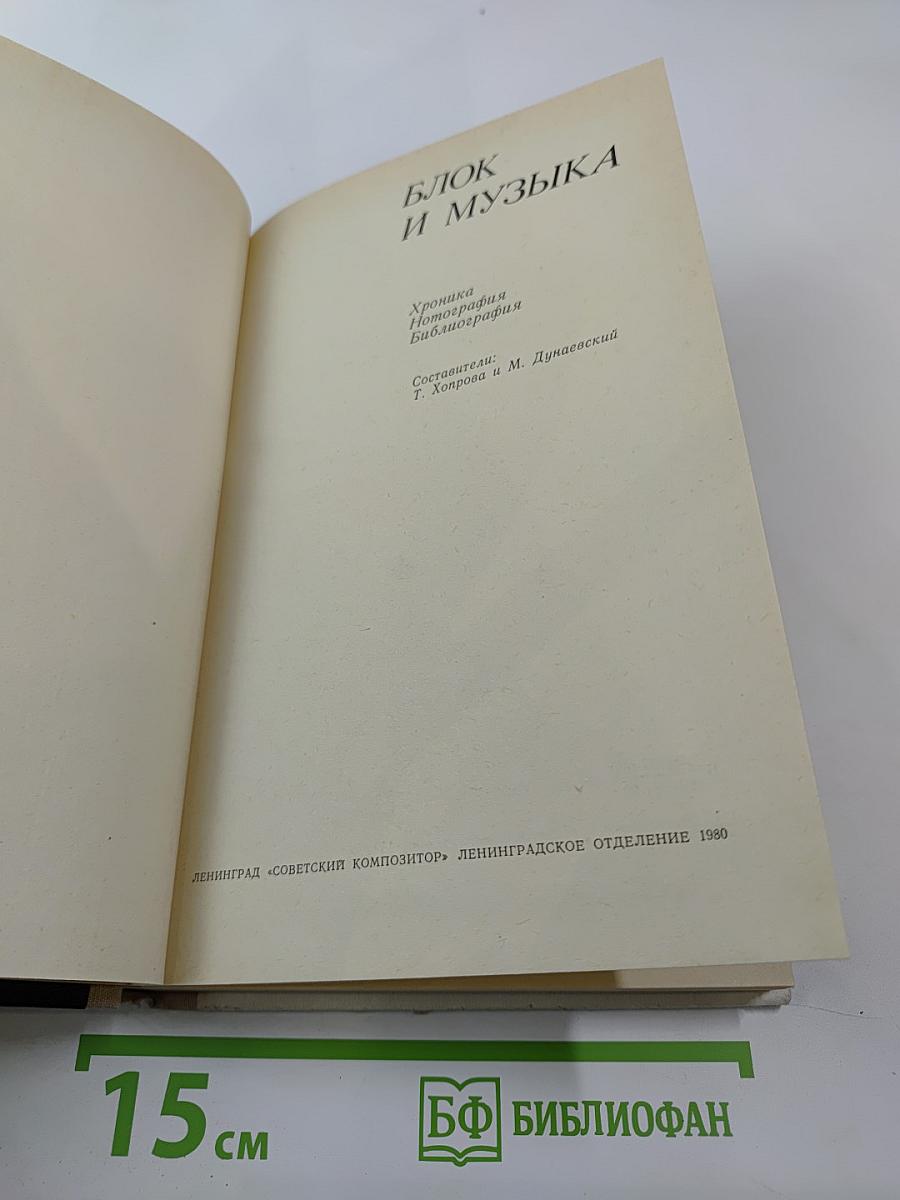 БЛОК
И МУЗЫКА
Хроника
Нотография
Библиография
Составители:
Т. Хопрова и М. Дунаевский
ЛЕНИНГРАД «СОВЕТСКИЙ КОМПОЗИТОР» ЛЕНИНГРАДСКОЕ ОТДЕЛЕНИЕ 1980
15 см
БФ БИБЛИОФАН